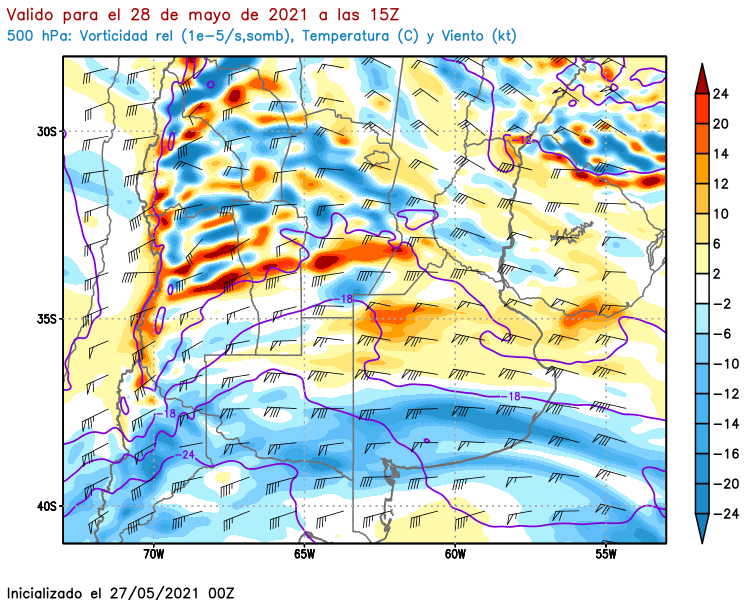 Valido para el 28 de mayo de 2021 a las 15Z
500 hPa: Vorticidad rel (1e-5/s,somb), Temperatura (C) y Viento (kt)
24
30S
-12
20
14
12
10
6
2
-18
-2
35S
-6
-10
-18
-12
-18
-14
-24
-16
-20
40S
-24
70W
65W
60W
55W
Inicializado el 27/05/2021 00Z